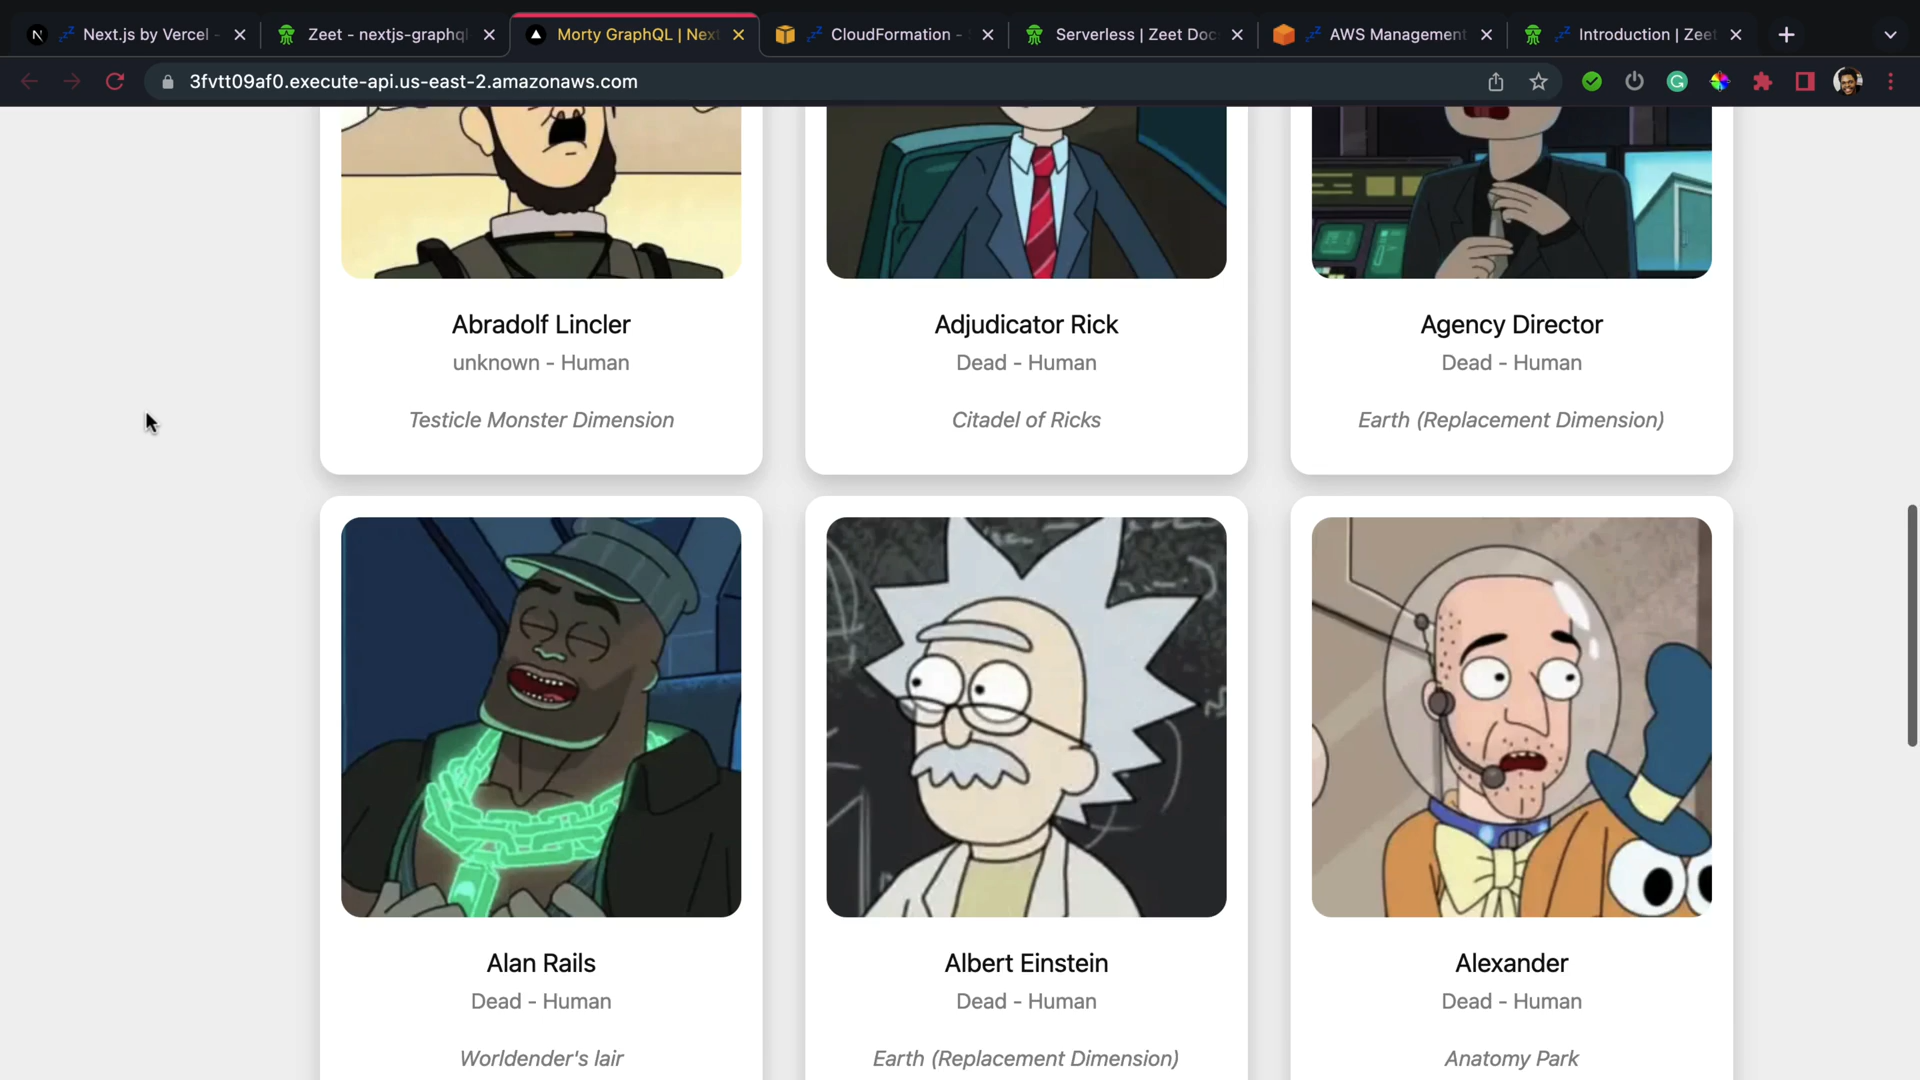 Next.js by Vercel -
Zeet - nextjs-graphql
Morty GraphQL | Next
CloudFormation -
Serverless | Zeet Doc
AWS Management
Introduction | Zeet
3fvtt09af0.execute-api.us-east-2.amazonaws.com
Abradolf Lincler
unknown - Human
Testicle Monster Dimension
Adjudicator Rick
Dead - Human
Citadel of Ricks
Agency Director
Dead - Human
Earth (Replacement Dimension)
Alan Rails
Dead - Human
Worldender's lair
Albert Einstein
Dead - Human
Earth (Replacement Dimension)
Alexander
Dead - Human
Anatomy Park